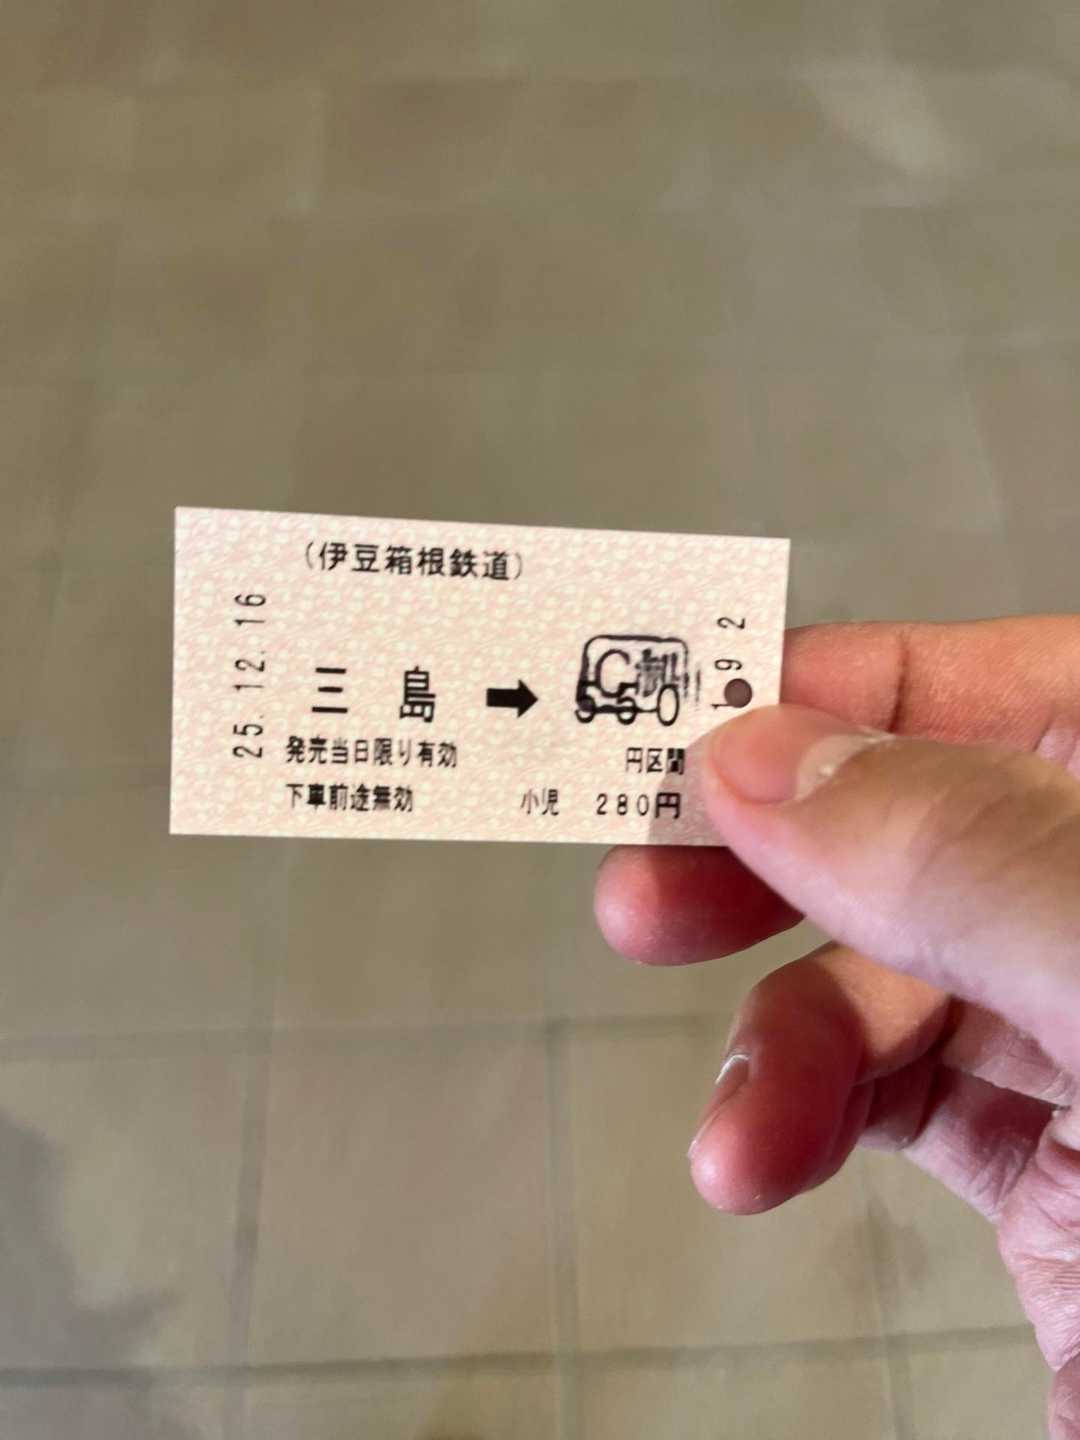 (伊豆箱根鉄道)
25.12.16
三島 ➡ 550
発売当日限り有効 円区間
下車前途無効 小児 280円
192